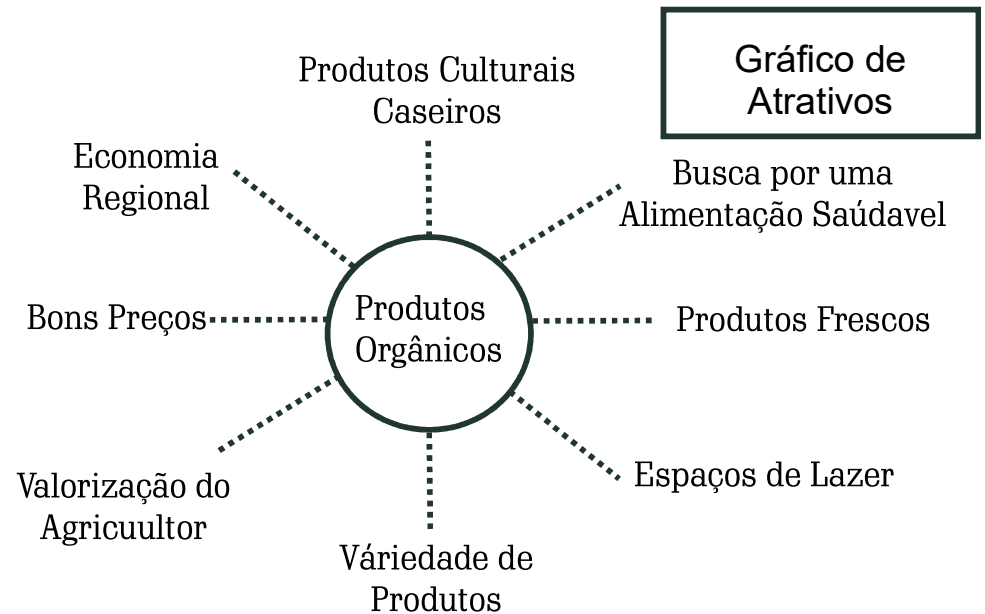 Gráfico de
Atrativos
Produtos Culturais
Caseiros
Economia
Regional
Busca por uma
Alimentação Saúdavel
Bons Preços
Produtos
Orgânicos
Produtos Frescos
Valorização do
Agricuultor
Espaços de Lazer
Váriedade de
Produtos